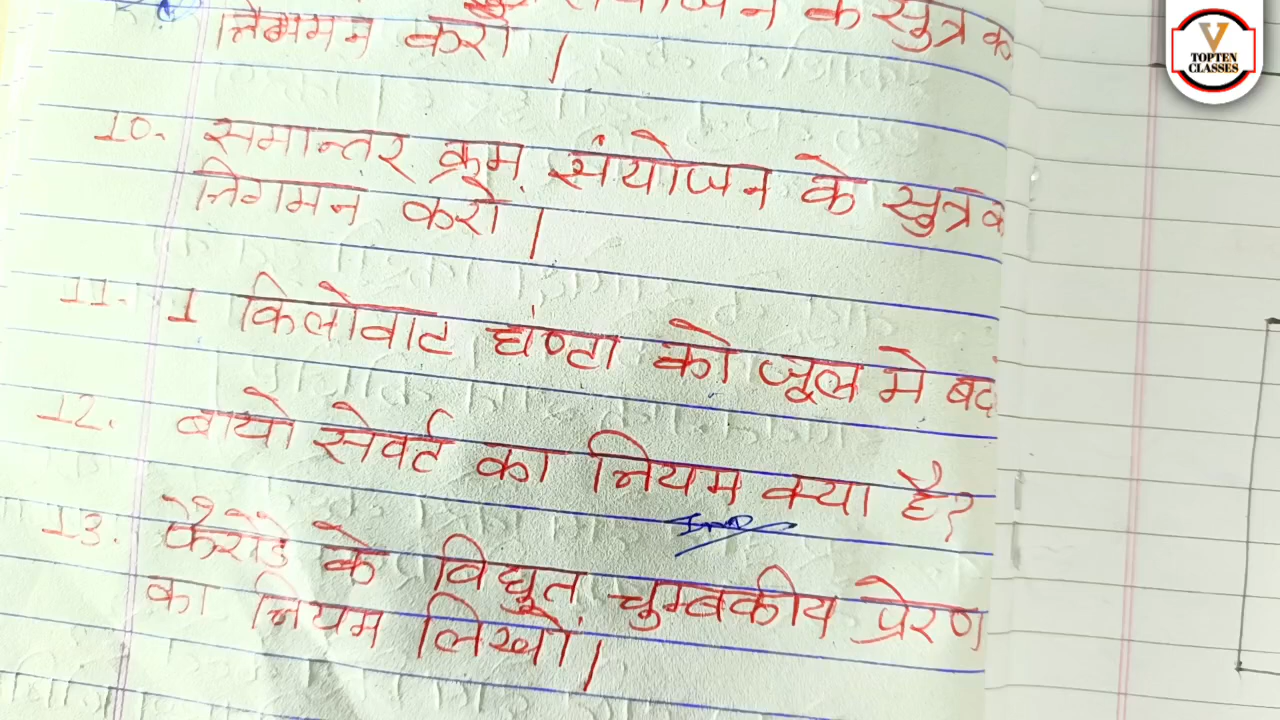 के सुत्र क
निगमन करो |
V
TOPTEN
CLASSES
10. समान्तर क्रम संयोजन के सुत्र क
निगमन करो |
11. 1 किलोवाट घंण्टा को जूल मे बद
12. बायो सेवर्ट का नियम क्या है?
Imp
13. फैराडे के विद्युत चुम्बकीय प्रेरण
का नियम लिखो |